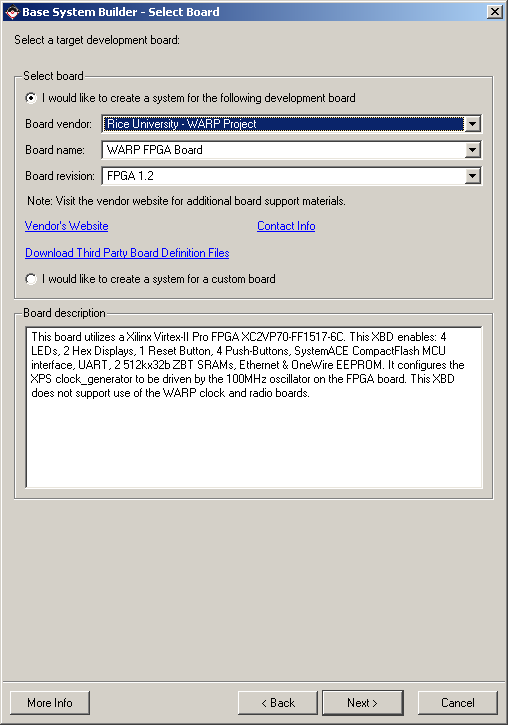 Base System Builder - Select Board
Select a target development board:
Select board
I would like to create a system for the following development board
Board vendor: Rice University - WARP Project
Board name: WARP FPGA Board
Board revision: FPGA 1.2
Note: Visit the vendor website for additional board support materials.
Vendor's Website Contact Info
Download Third Party Board Definition Files
I would like to create a system for a custom board
Board description
This board utilizes a Xilinx Virtex-II Pro FPGA XC2VP70-FF1517-6C. This XBD enables: 4
LEDs, 2 Hex Displays, 1 Reset Button, 4 Push-Buttons, SystemACE CompactFlash MCU
interface, UART, 2 512kx32b ZBT SRAMs, Ethernet & OneWire EEPROM. It configures the
XPS clock_generator to be driven by the 100MHz oscillator on the FPGA board. This XBD
does not support use of the WARP clock and radio boards.
More Info < Back Next > Cancel